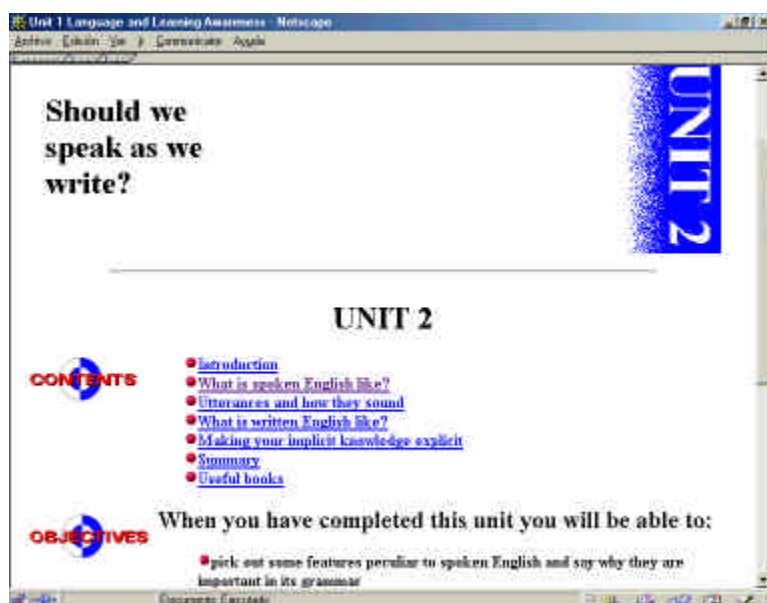 Unit 1 Language and Learning Awareness - Netscape
Archivo Edición Ver Ir Communicator Ayuda
Should we
speak as we
write?
UNIT 2
UNIT 2
CONTENTS
Introduction
What is spoken English like?
Utterances and how they sound
What is written English like?
Making your implicit knowledge explicit
Summary
Useful books
OBJECTIVES
When you have completed this unit you will be able to:
pick out some features peculiar to spoken English and say why they are
important in its grammar
Documento: Ejecutado